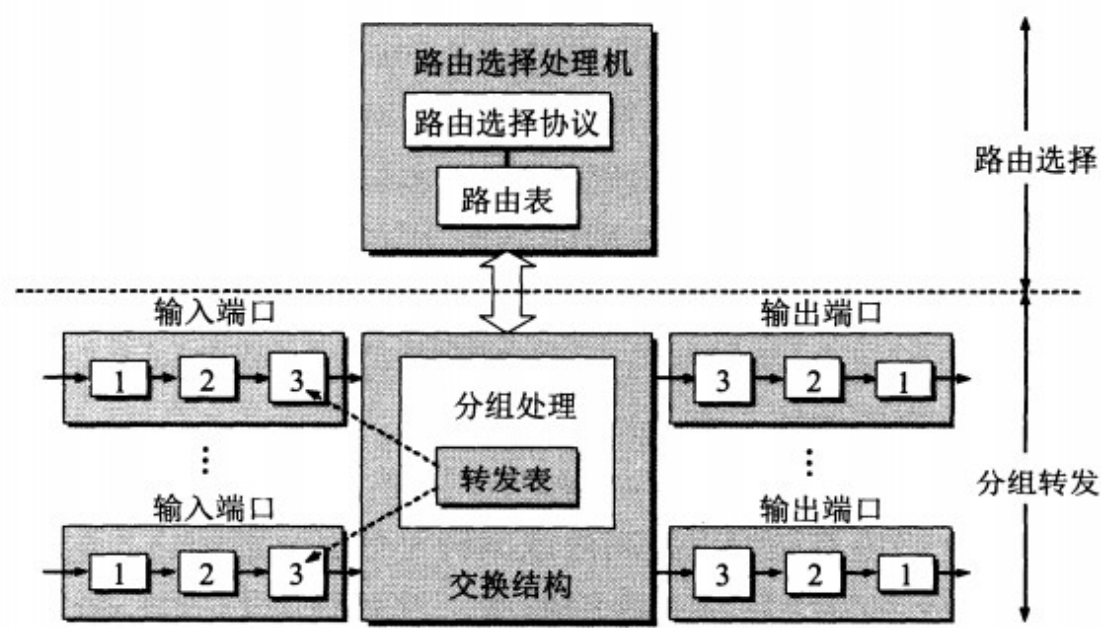 路由选择处理机
路由选择协议
路由表
路由选择
输入端口
输出端口
1 2 3
3 2 1
分组处理
转发表
分组转发
输入端口
输出端口
1 2 3
3 2 1
交换结构